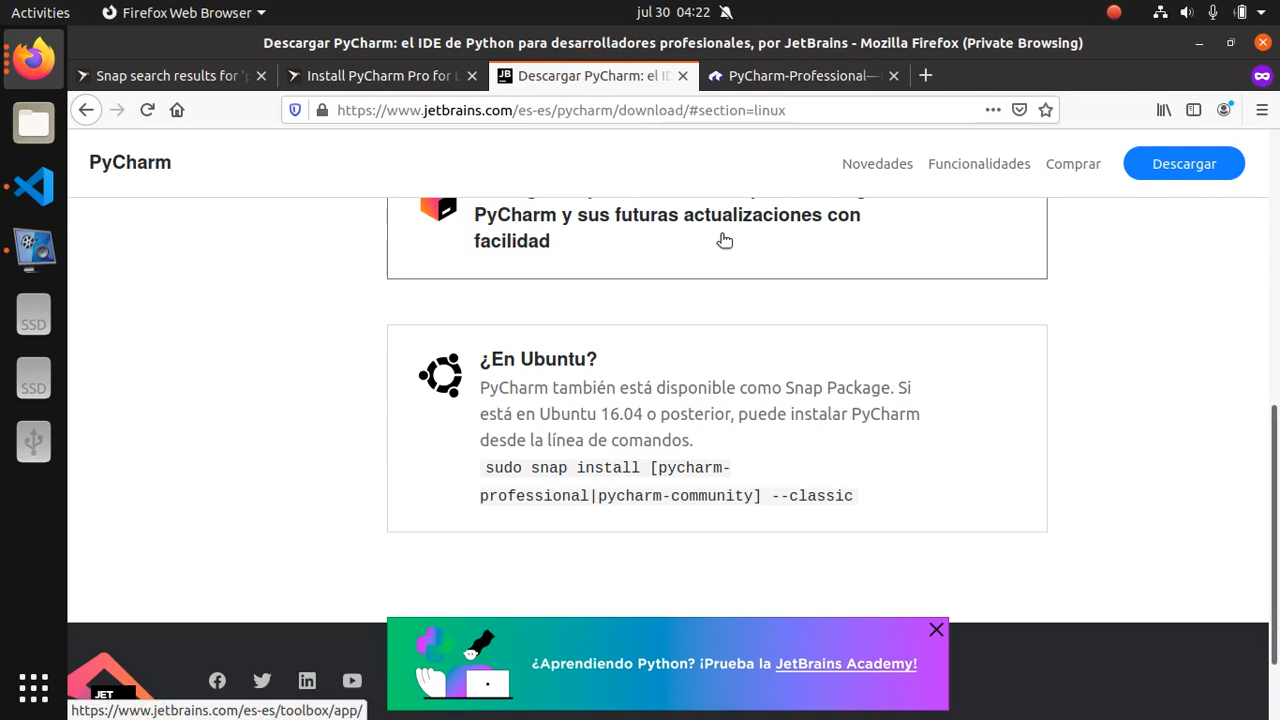 Activities
Firefox Web Browser
jul 30 04:22
Descargar PyCharm: el IDE de Python para desarrolladores profesionales, por JetBrains - Mozilla Firefox (Private Browsing)
Snap search results for 'p
Install PyCharm Pro for L
Descargar PyCharm: el ID
PyCharm-Professional—
https://www.jetbrains.com/es-es/pycharm/download/#section=linux
PyCharm
Novedades
Funcionalidades
Comprar
Descargar
PyCharm y sus futuras actualizaciones con
facilidad
¿En Ubuntu?
PyCharm también está disponible como Snap Package. Si
está en Ubuntu 16.04 o posterior, puede instalar PyCharm
desde la línea de comandos.
sudo snap install [pycharm-
professional|pycharm-community] --classic
¿Aprendiendo Python? ¡Prueba la JetBrains Academy!
JET
https://www.jetbrains.com/es-es/toolbox/app/
SSD
SSD
JB